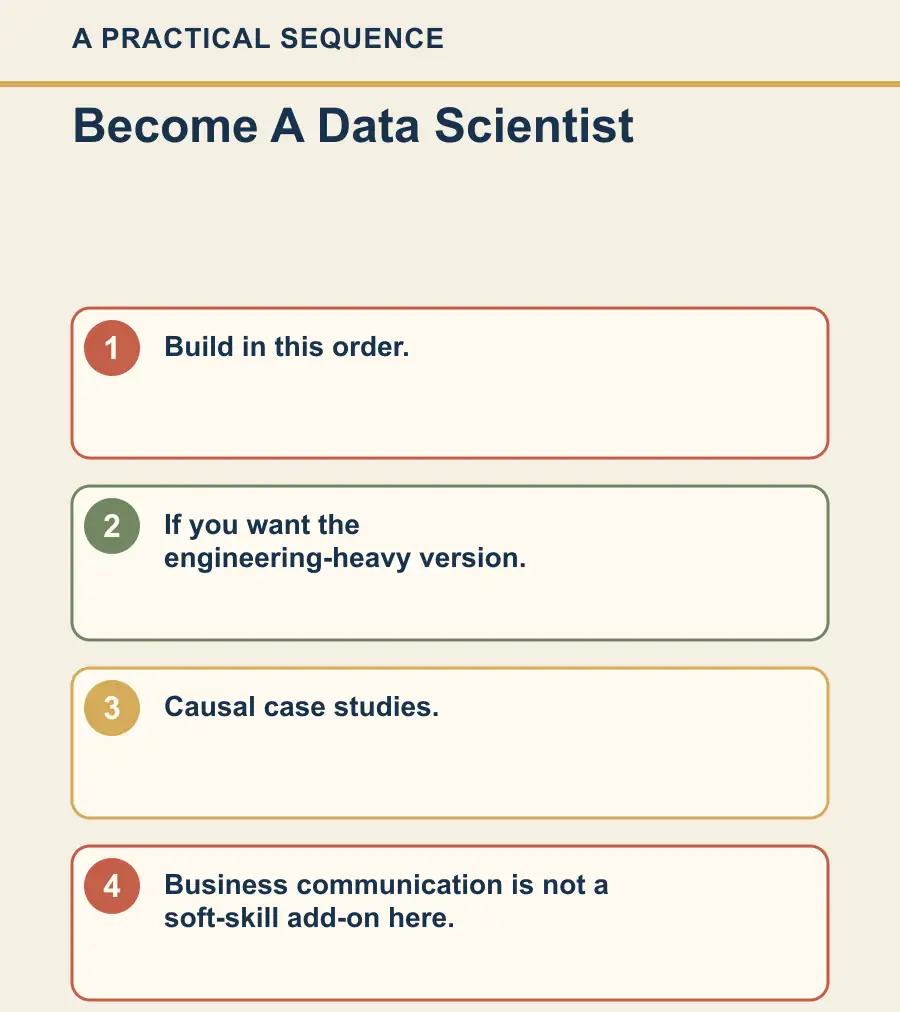 A PRACTICAL SEQUENCE
Become A Data Scientist
1
Build in this order.
2
If you want the
engineering-heavy version.
3
Causal case studies.
4
Business communication is not a
soft-skill add-on here.